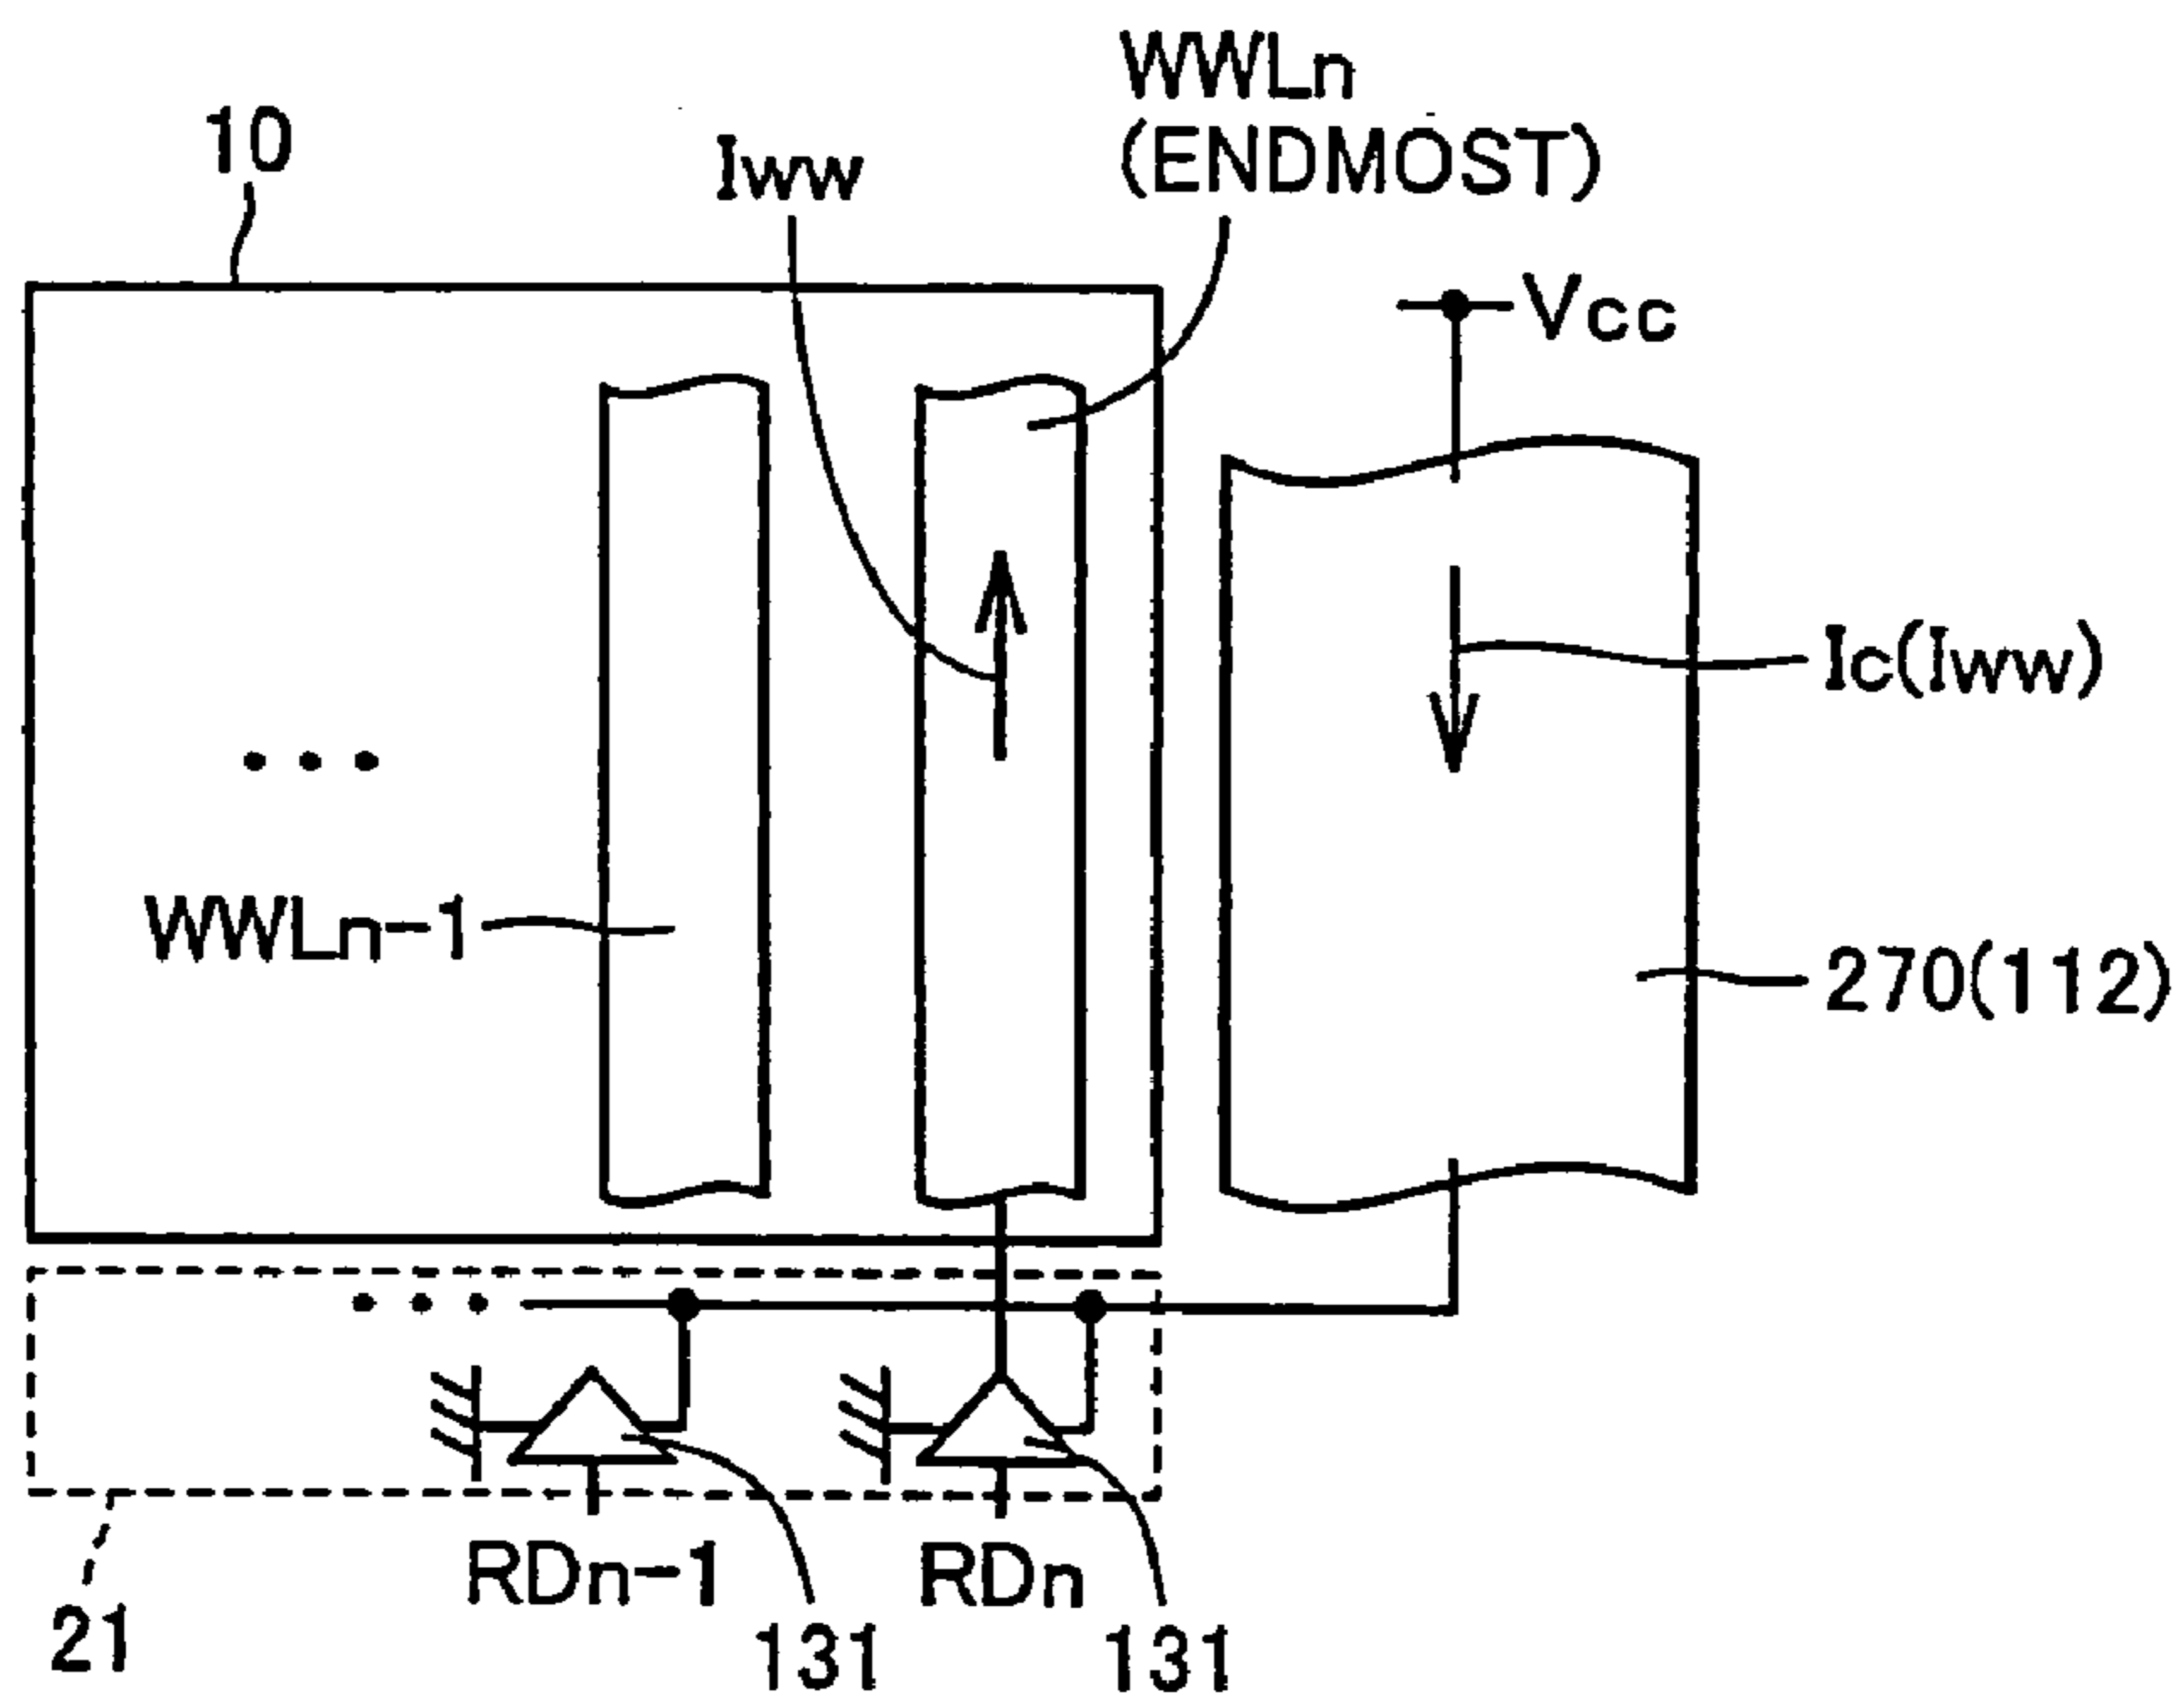 WWLn
(ENDMOST)
10
Iww
Vcc
Ic(Iww)
WWLn-1
270(112)
RDn-1
RDn
21
131
131